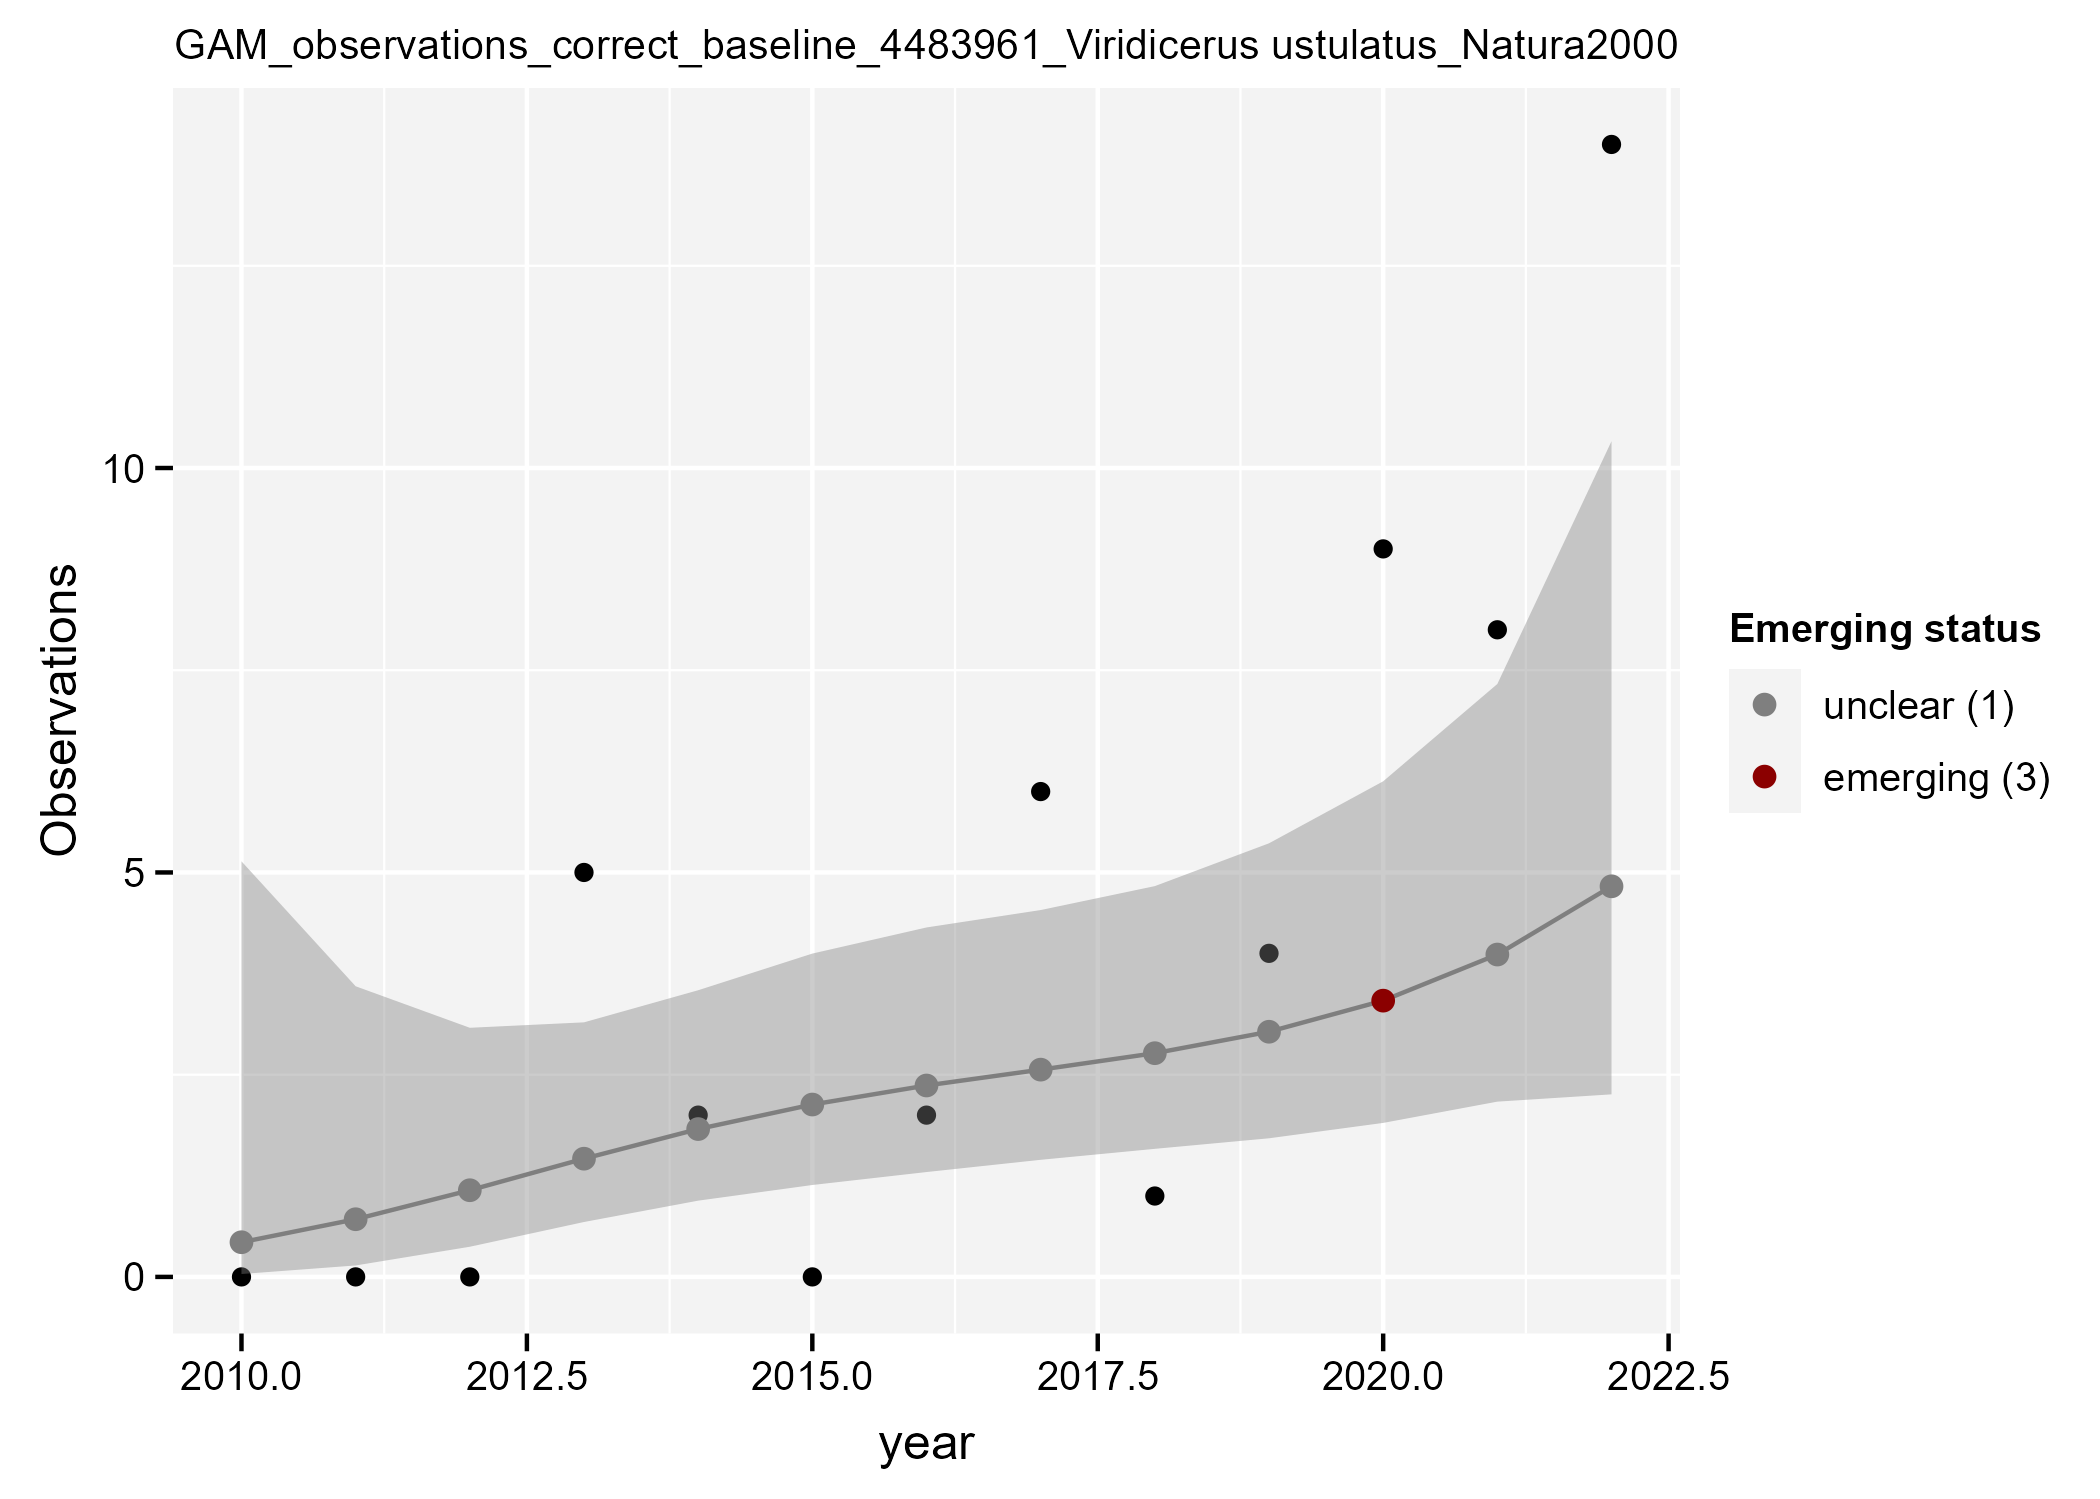 GAM_observations_correct_baseline_4483961_Viridicerus ustulatus_Natura2000
Observations
10
5
0
2010.0 2012.5 2015.0 2017.5 2020.0 2022.5
year
Emerging status
unclear (1)
emerging (3)